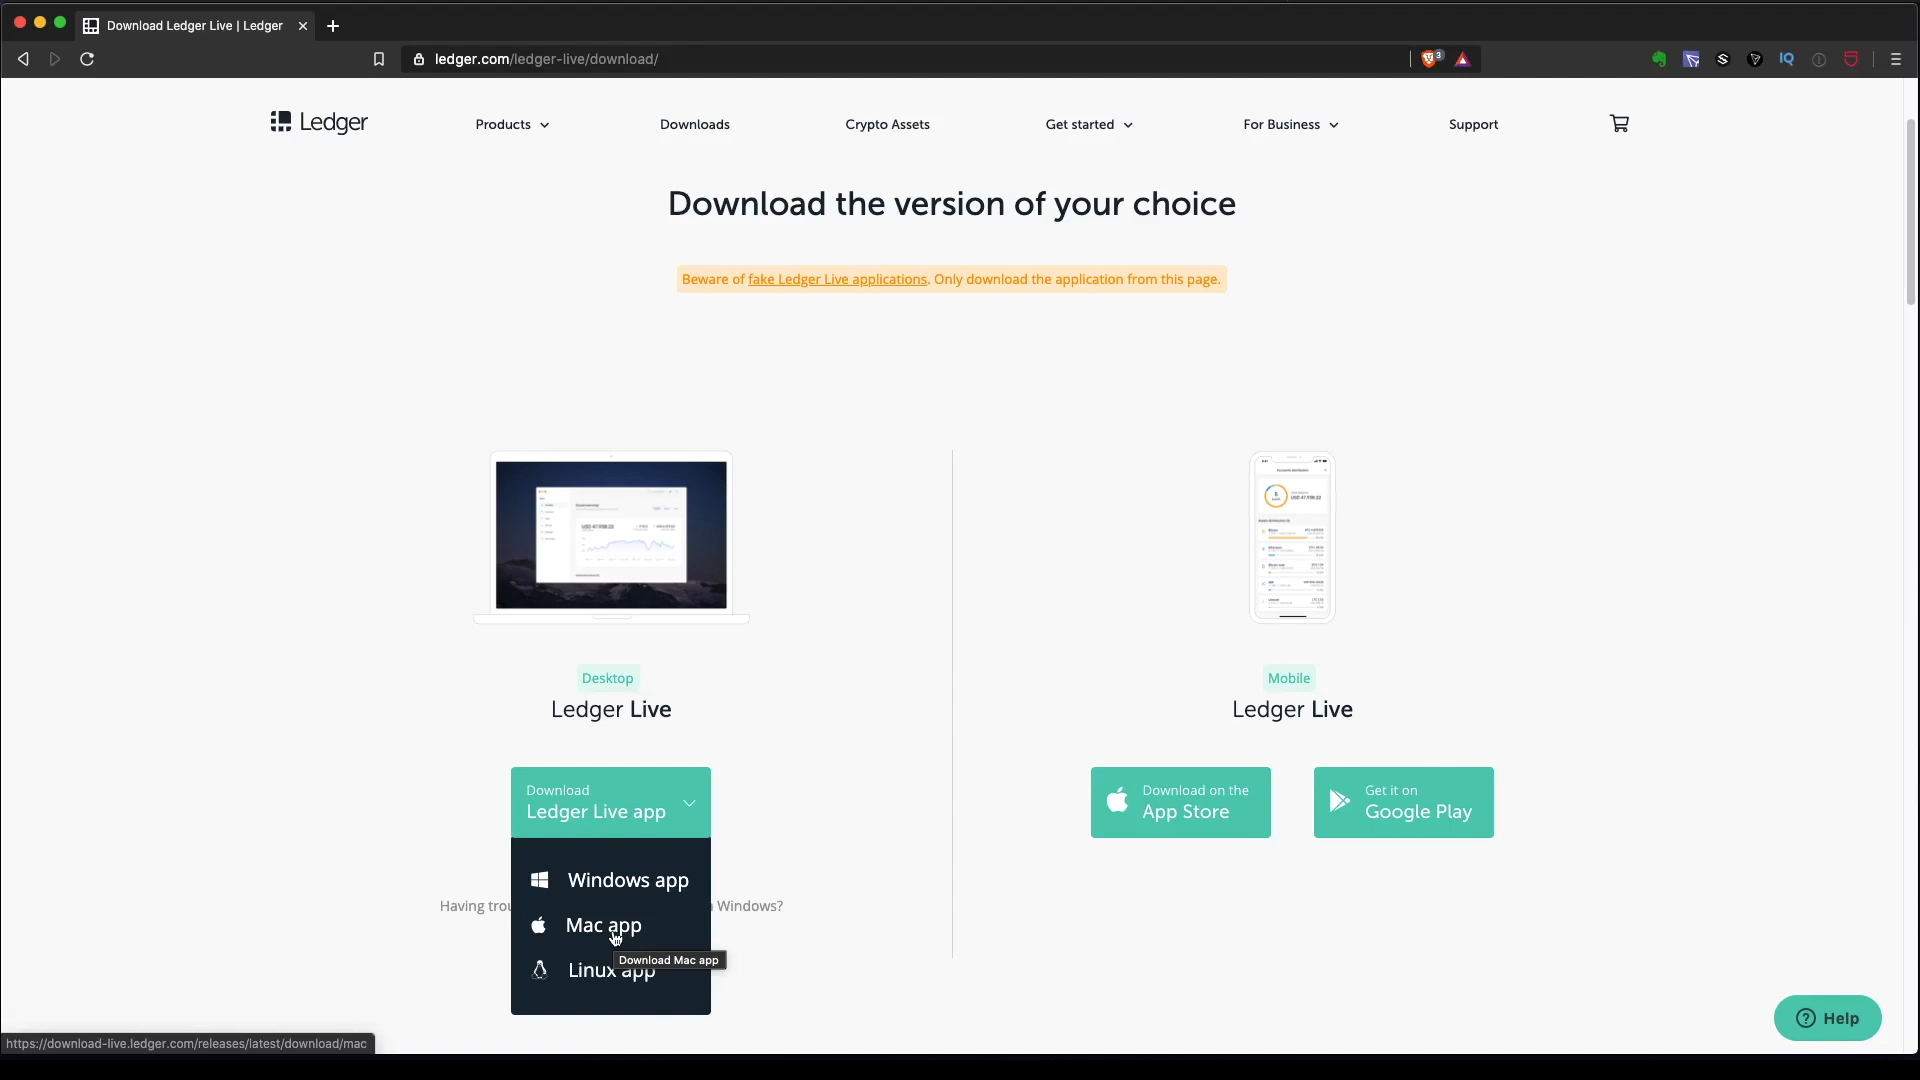 Download Ledger Live | Ledger
ledger.com/ledger-live/download/
3
IQ
Ledger
Products
Downloads
Crypto Assets
Get started
For Business
Support
Download the version of your choice
Beware of fake Ledger Live applications. Only download the application from this page.
Desktop
Ledger Live
Mobile
Ledger Live
Download
Ledger Live app
Download on the
App Store
Get it on
Google Play
Windows app
Having
Windows?
Mac app
Download Mac app
Linux app
Help
https://download-live.ledger.com/releases/latest/download/mac